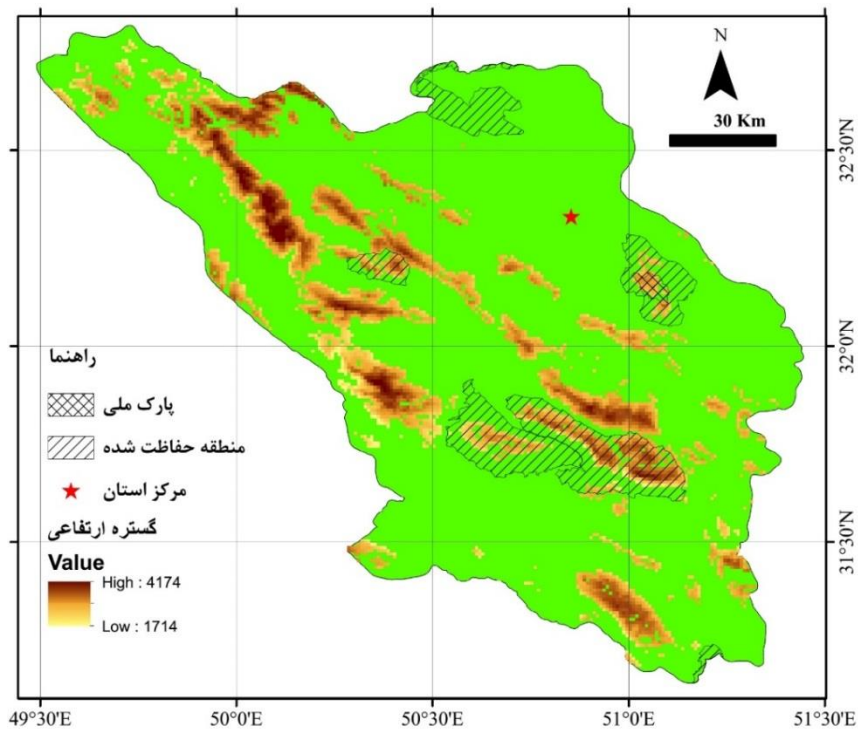 N
30 Km
32°30'N
32°0'N
31°30'N
راهنما
پارک ملی
منطقه حفاظت شده
مرکز استان
گستره ارتفاعی
Value
High : 4174
Low : 1714
49°30'E
50°0'E
50°30'E
51°0'E
51°30'E